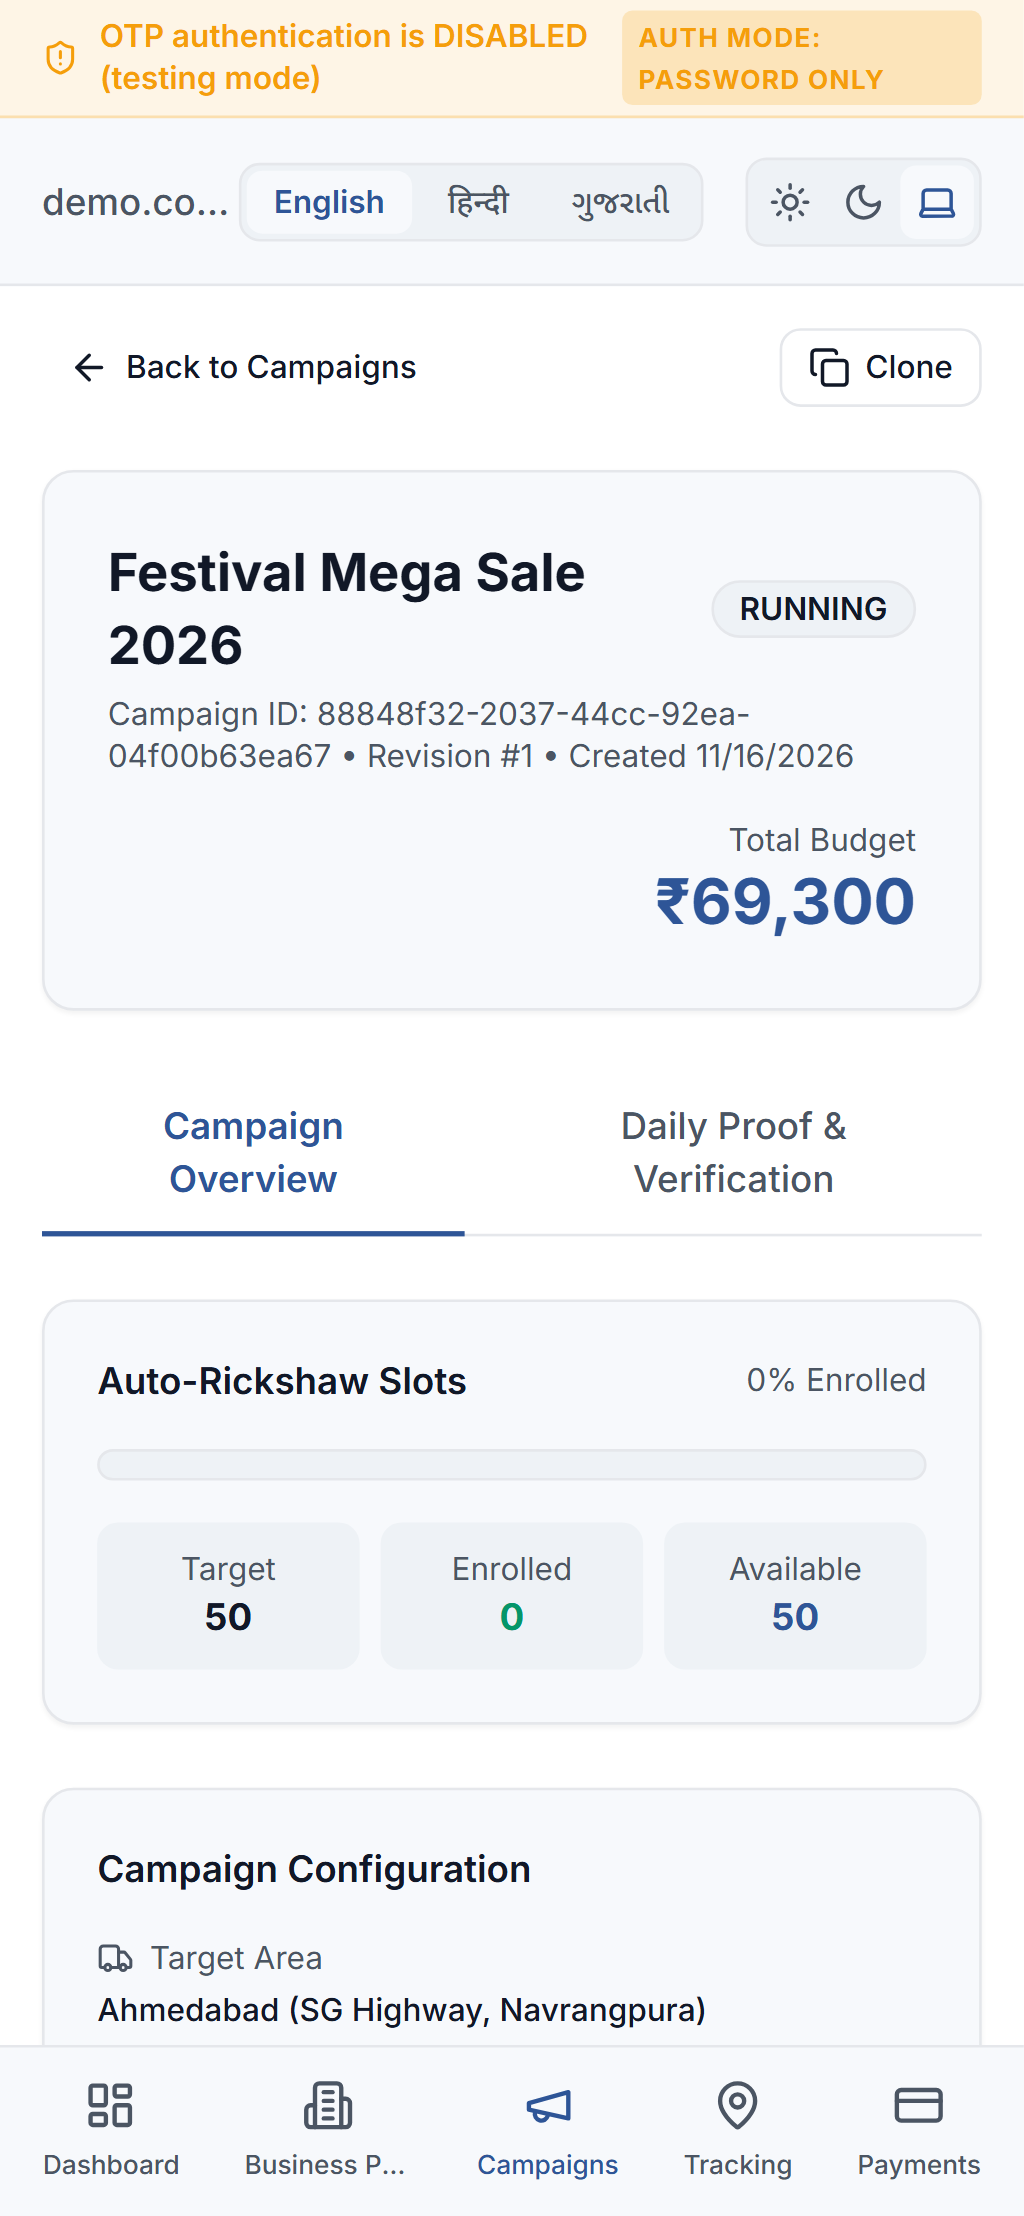 OTP authentication is DISABLED
(testing mode)
AUTH MODE:
PASSWORD ONLY
demo.co...
English
हिन्दी
ગુજરાતી
Back to Campaigns
Clone
Festival Mega Sale
2026
RUNNING
Campaign ID: 88848f32-2037-44cc-92ea-
04f00b63ea67 • Revision #1 • Created 11/16/2026
Total Budget
₹69,300
Campaign
Overview
Daily Proof &
Verification
Auto-Rickshaw Slots
0% Enrolled
Target
50
Enrolled
0
Available
50
Campaign Configuration
Target Area
Ahmedabad (SG Highway, Navrangpura)
Dashboard
Business P...
Campaigns
Tracking
Payments